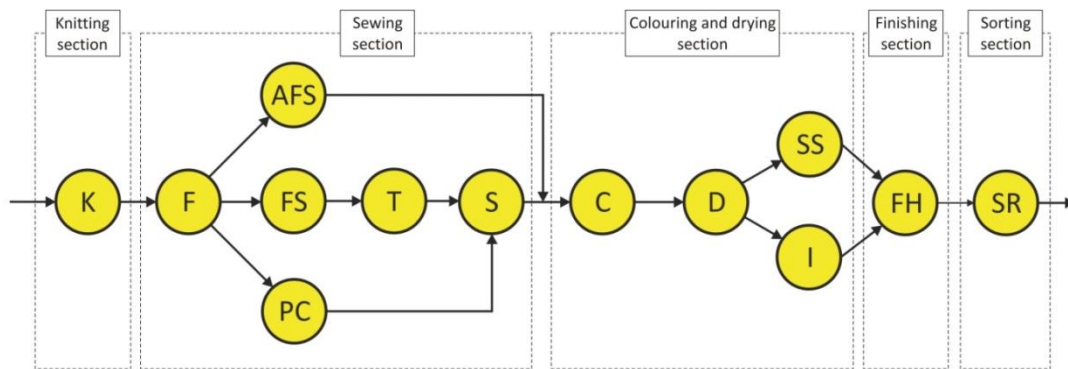 Knitting
section
Sewing
section
Colouring and drying
section
Finishing
section
Sorting
section
AFS
SS
K
F
FS
T
S
C
D
FH
SR
I
PC